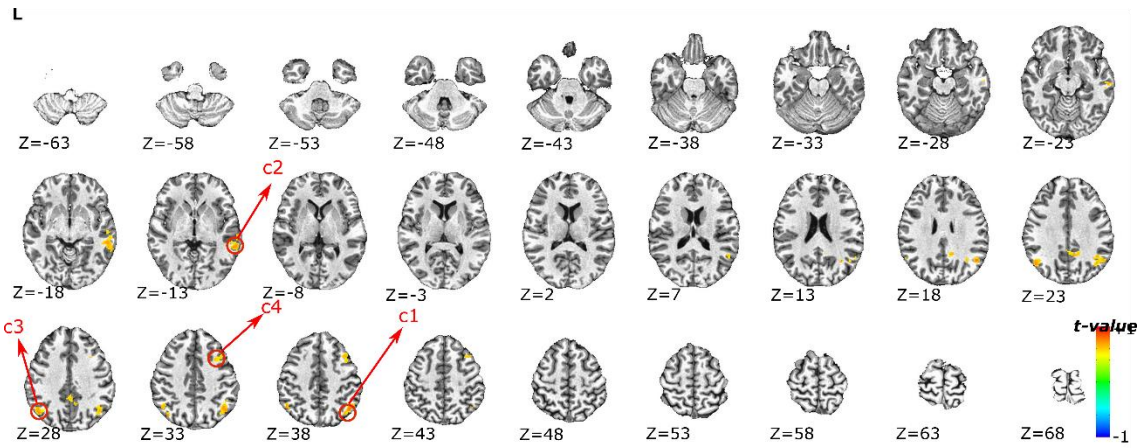 L
Z=-63 Z=-58 Z=-53 Z=-48 Z=-43 Z=-38 Z=-33 Z=-28 Z=-23
c2
Z=-18 Z=-13 Z=-8 Z=-3 Z=2 Z=7 Z=13 Z=18 Z=23
c3 c4 c1
t-value
Z=28 Z=33 Z=38 Z=43 Z=48 Z=53 Z=58 Z=63 Z=68
-1